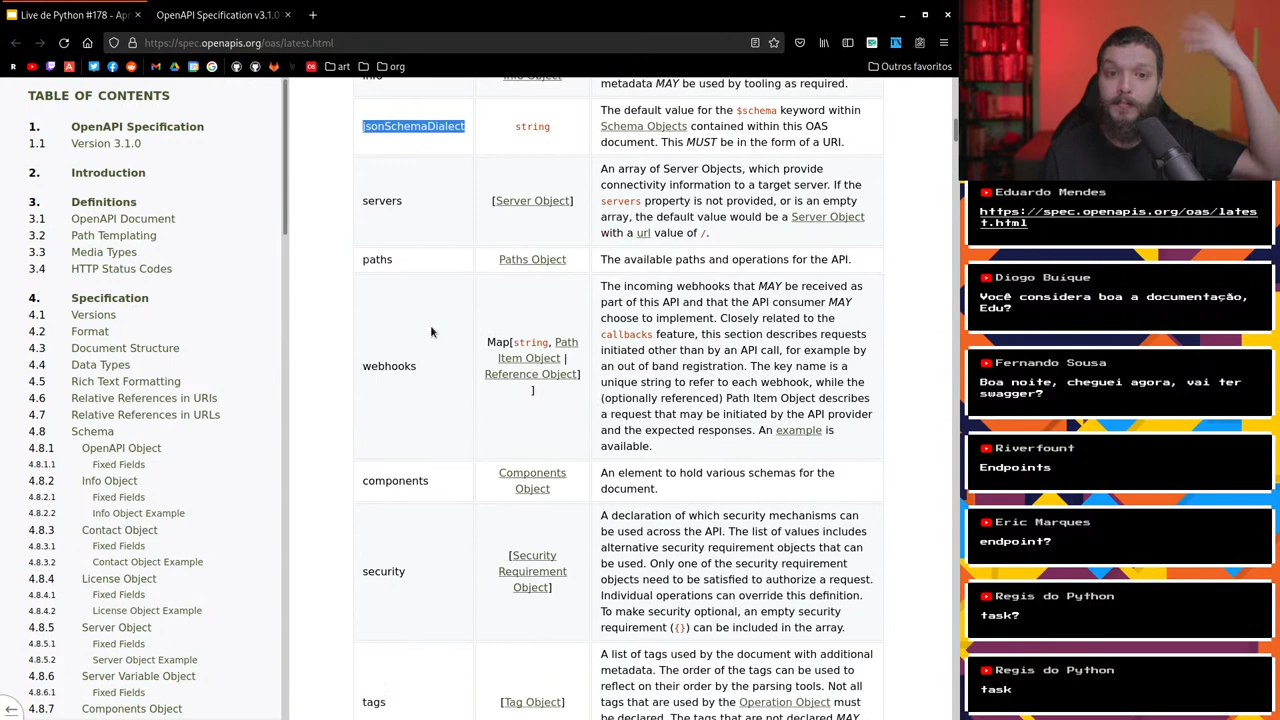 Live de Python #178 - Ap
OpenAPI Specification v3.1.0
https://spec.openapis.org/oas/latest.html
art
org
Outros favoritos
TABLE OF CONTENTS
1. OpenAPI Specification
1.1 Version 3.1.0
2. Introduction
3. Definitions
3.1 OpenAPI Document
3.2 Path Templating
3.3 Media Types
3.4 HTTP Status Codes
4. Specification
4.1 Versions
4.2 Format
4.3 Document Structure
4.4 Data Types
4.5 Rich Text Formatting
4.6 Relative References in URIs
4.7 Relative References in URLs
4.8 Schema
4.8.1 OpenAPI Object
4.8.1.1 Fixed Fields
4.8.2 Info Object
4.8.2.1 Fixed Fields
4.8.2.2 Info Object Example
4.8.3 Contact Object
4.8.3.1 Fixed Fields
4.8.3.2 Contact Object Example
4.8.4 License Object
4.8.4.1 Fixed Fields
4.8.4.2 License Object Example
4.8.5 Server Object
4.8.5.1 Fixed Fields
4.8.5.2 Server Object Example
4.8.6 Server Variable Object
4.8.6.1 Fixed Fields
4.8.7 Components Object
metadata MAY be used by tooling as required.
jsonSchemaDialect
string
The default value for the $schema keyword within
Schema Objects contained within this OAS
document. This MUST be in the form of a URI.
servers
[Server Object]
An array of Server Objects, which provide
connectivity information to a target server. If the
servers property is not provided, or is an empty
array, the default value would be a Server Object
with a url value of /.
paths
Paths Object
The available paths and operations for the API.
webhooks
Map[string, Path
Item Object |
Reference Object]
]
The incoming webhooks that MAY be received as
part of this API and that the API consumer MAY
choose to implement. Closely related to the
callbacks feature, this section describes requests
initiated other than by an API call, for example by
an out of band registration. The key name is a
unique string to refer to each webhook, while the
(optionally referenced) Path Item Object describes
a request that may be initiated by the API provider
and the expected responses. An example is
available.
components
Components
Object
An element to hold various schemas for the
document.
security
[Security
Requirement
Object]
A declaration of which security mechanisms can
be used across the API. The list of values includes
alternative security requirement objects that can
be used. Only one of the security requirement
objects need to be satisfied to authorize a request.
Individual operations can override this definition.
To make security optional, an empty security
requirement ({}) can be included in the array.
tags
[Tag Object]
A list of tags used by the document with additional
metadata. The order of the tags can be used to
reflect on their order by the parsing tools. Not all
tags that are used by the Operation Object must
be declared. The tags that are not declared MAY
Eduardo Mendes
https://spec.openapis.org/oas/lates
t.html
Diogo Buique
Você considera boa a documentação,
Edu?
Fernando Sousa
Boa noite, cheguei agora, vai ter
swagger?
Riverfount
Endpoints
Eric Marques
endpoint?
Regis do Python
task?
Regis do Python
task